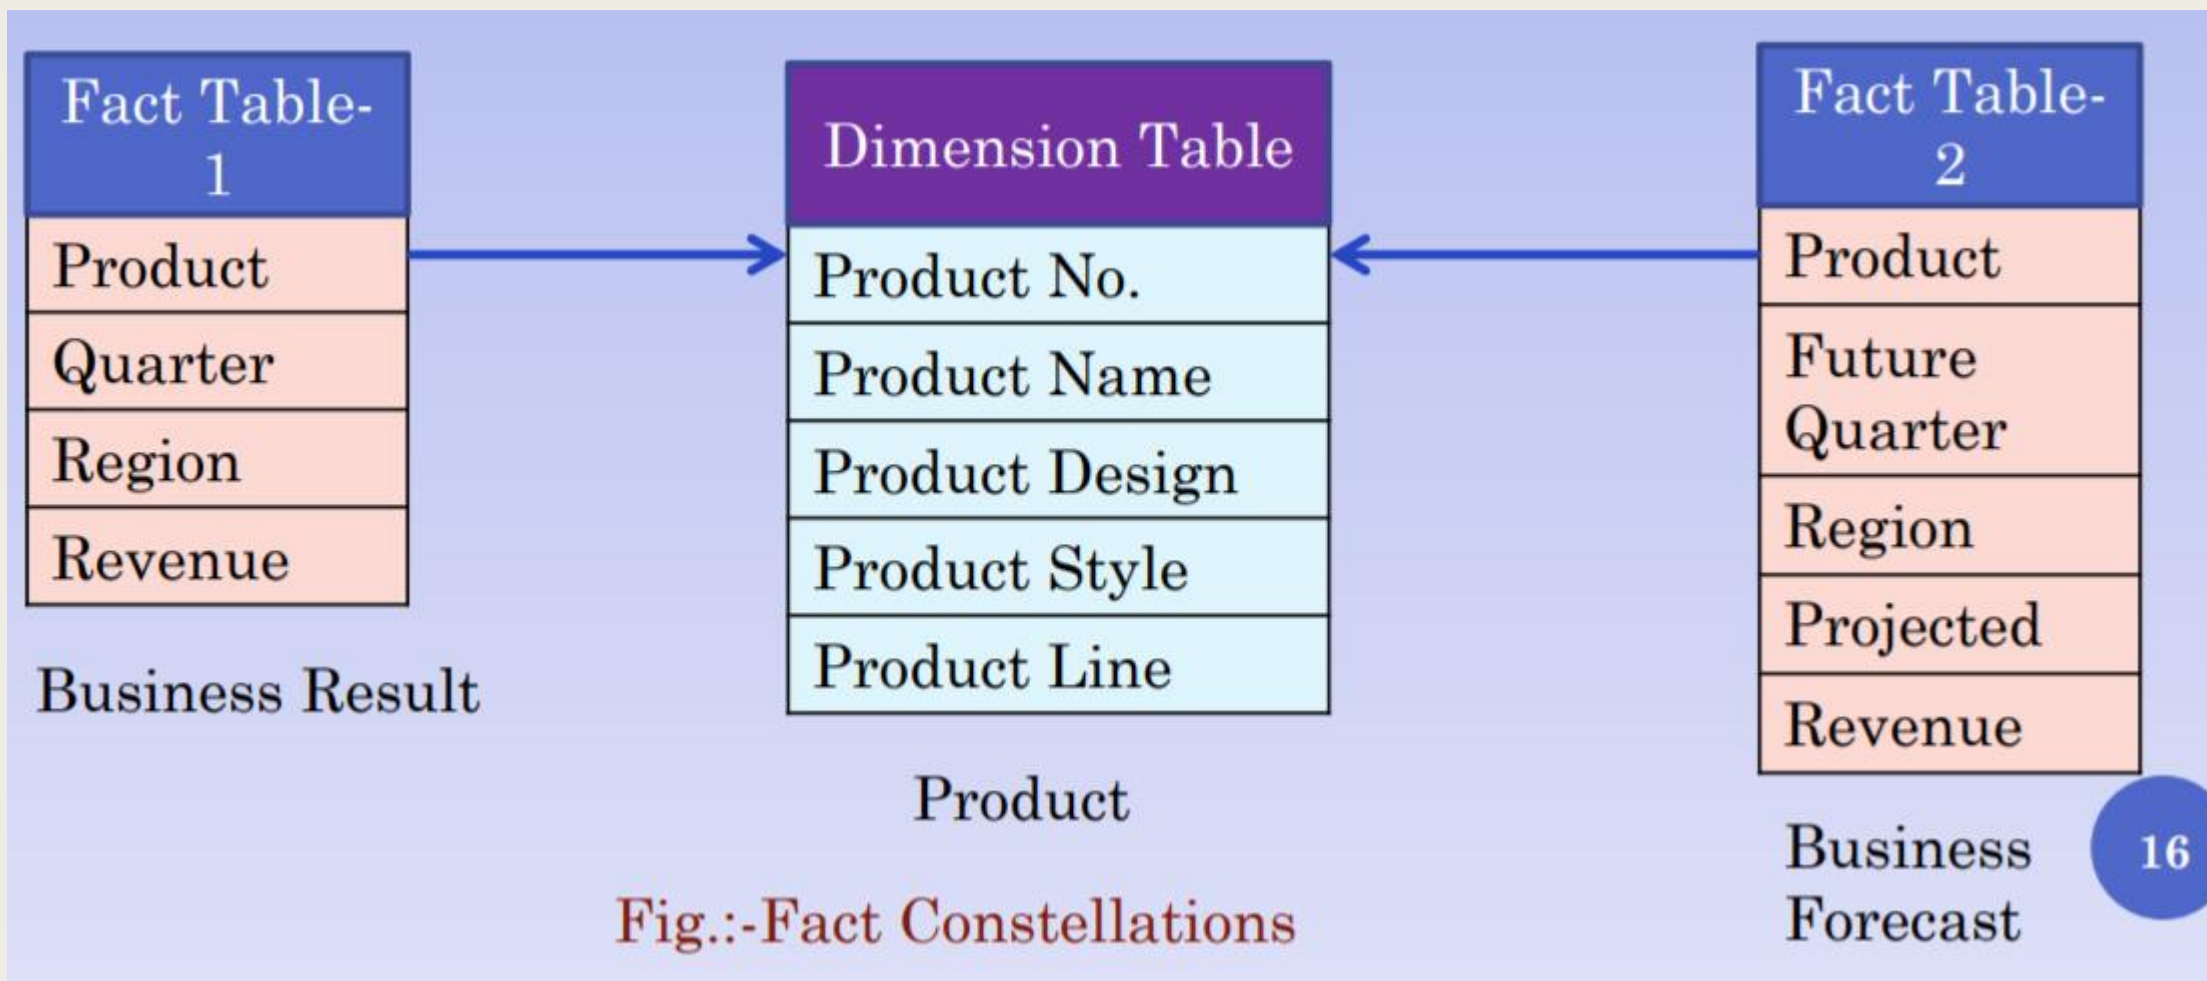 Fact Table-
1
Product
Quarter
Region
Revenue
Business Result
Dimension Table
Product No.
Product Name
Product Design
Product Style
Product Line
Product
Fact Table-
2
Product
Future
Quarter
Region
Projected
Revenue
Business
Forecast
16
Fig.:-Fact Constellations